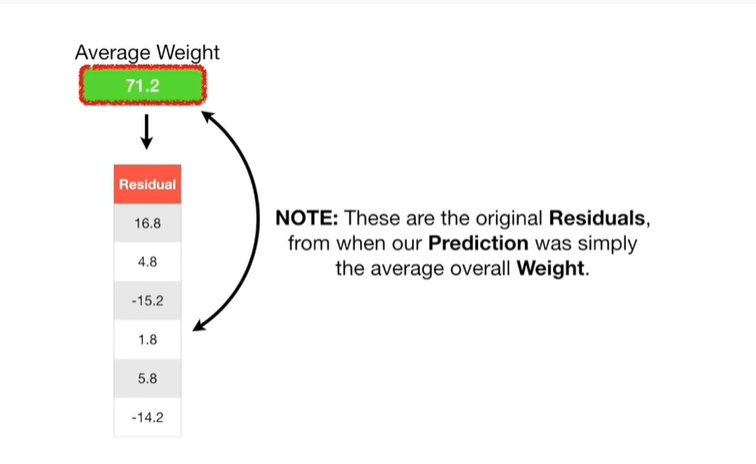 Average Weight
71.2
Residual
16.8
4.8
-15.2
1.8
5.8
-14.2
NOTE: These are the original Residuals,
from when our Prediction was simply
the average overall Weight.